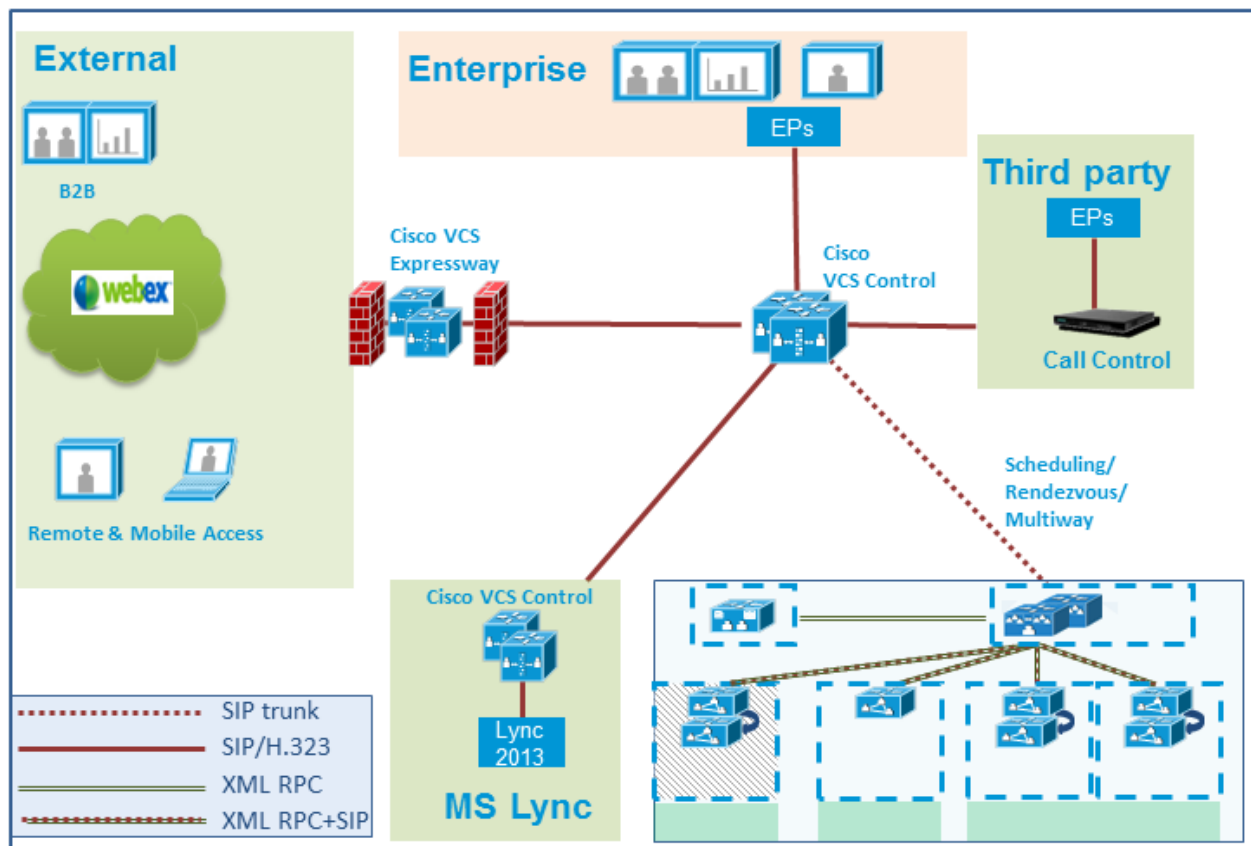 External
B2B
webex
Remote & Mobile Access
Enterprise
EPs
Cisco VCS
Expressway
Cisco
VCS Control
Third party
EPs
Call Control
Scheduling/
Rendezvous/
Multiway
Cisco VCS Control
Lync
2013
MS Lync
SIP trunk
SIP/H.323
XML RPC
XML RPC+SIP